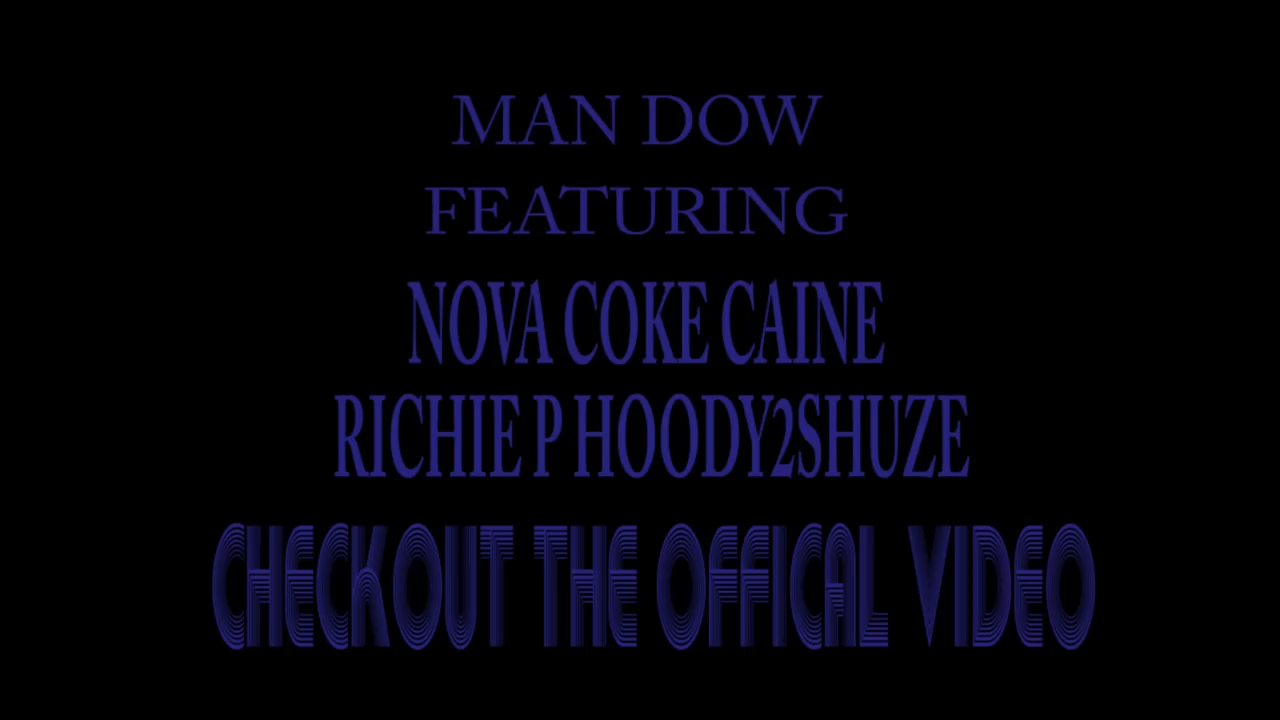 MAN DOW
FEATURING
NOVA COKE CAINE
RICHIE P HOODY2SHUZE
CHECKOUT THE OFFICAL VIDEO